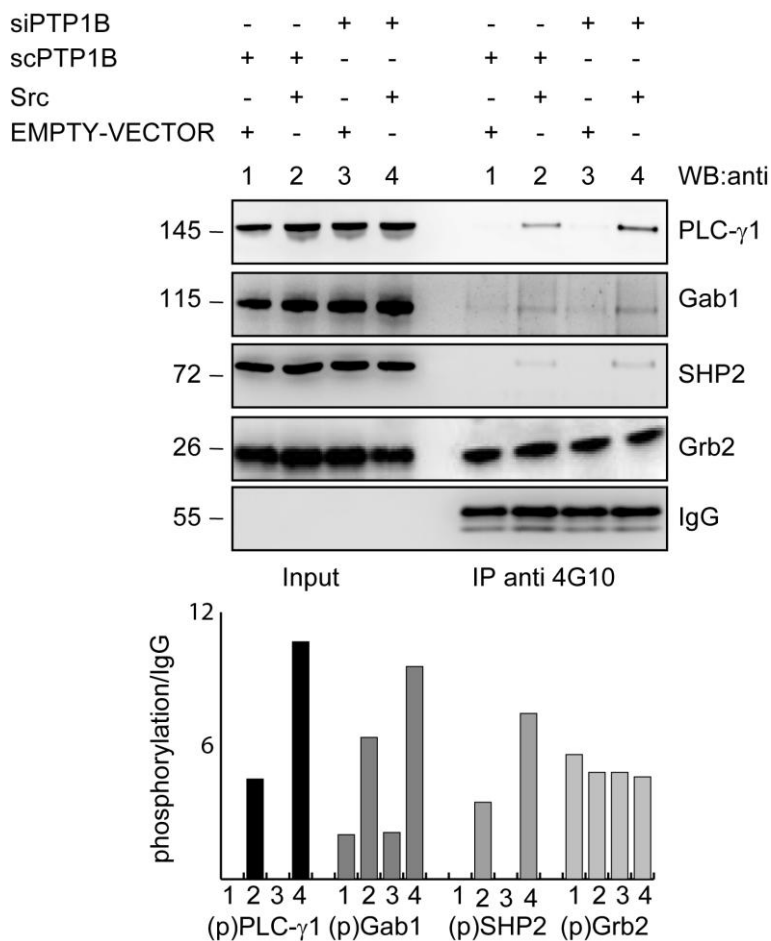 siPTP1B - - + + - - + +
scPTP1B + + - - + + - -
Src - + - + - + - +
EMPTY-VECTOR + - + - + - + -
1 2 3 4 1 2 3 4 WB:anti
145 – PLC-γ1
115 – Gab1
72 – SHP2
26 – Grb2
55 – IgG
Input IP anti 4G10
12
6
phosphorylation/IgG
1 2 3 4 1 2 3 4 1 2 3 4 1 2 3 4
(p)PLC-γ1 (p)Gab1 (p)SHP2 (p)Grb2